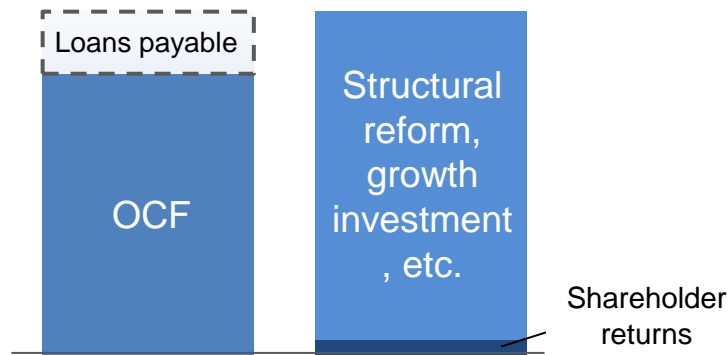 Loans payable
OCF
Structural
reform,
growth
investment
, etc.
Shareholder
returns